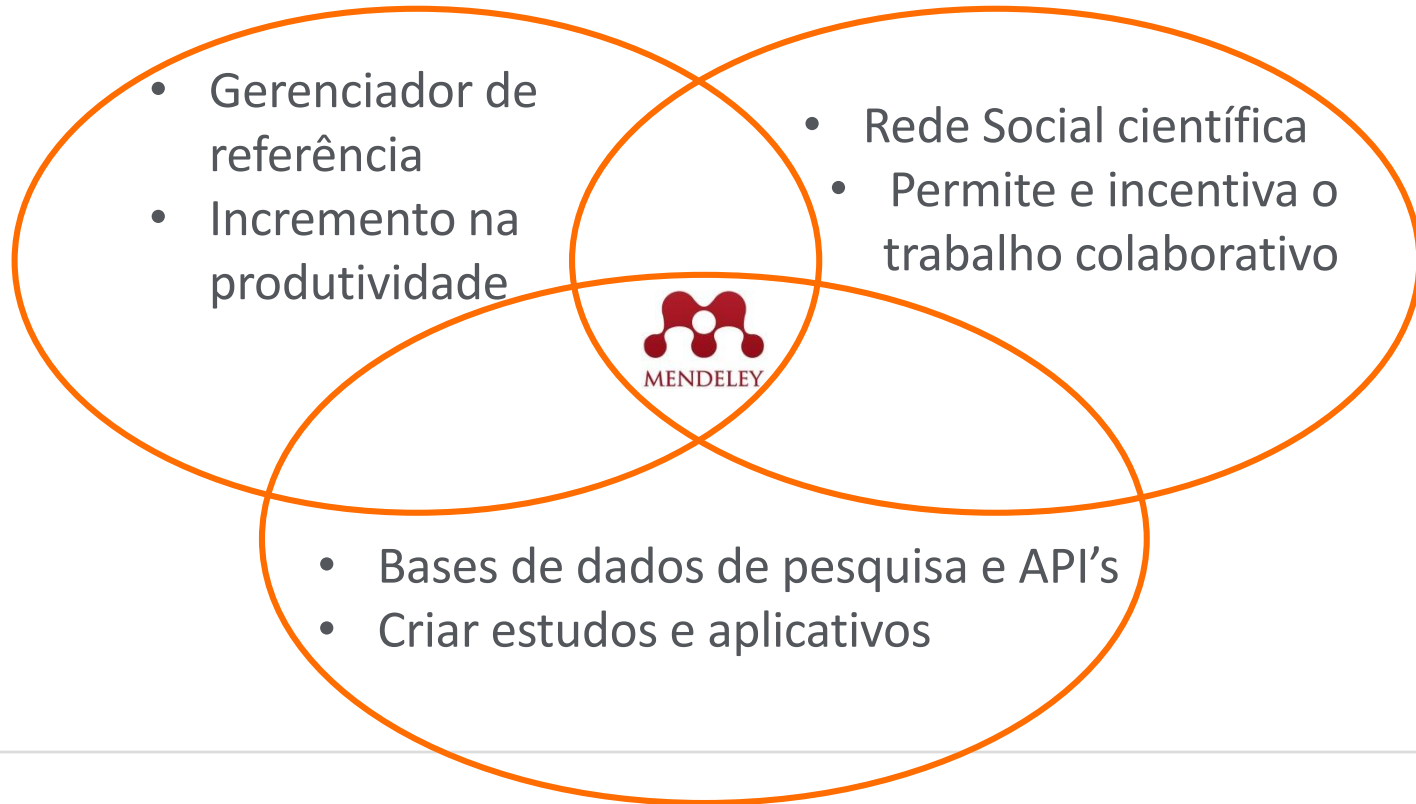 • Gerenciador de
referência
• Incremento na
produtividade
• Rede Social científica
• Permite e incentiva o
trabalho colaborativo
MENDELEY
• Bases de dados de pesquisa e API’s
• Criar estudos e aplicativos